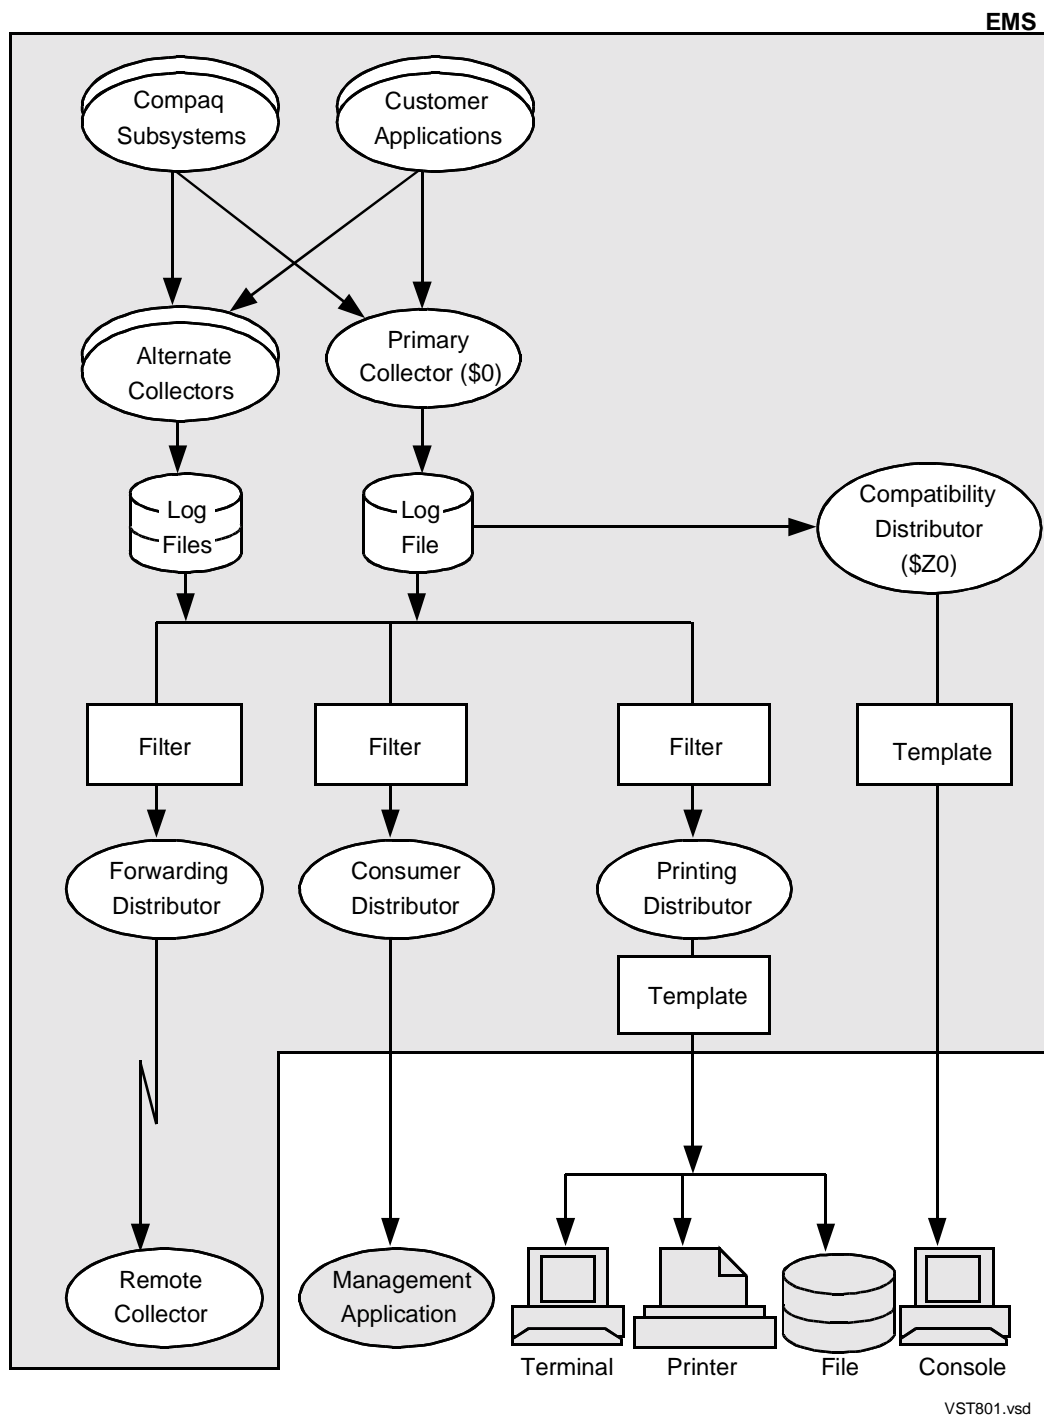 EMS
Compaq
Subsystems
Customer
Applications
Alternate
Collectors
Primary
Collector ($0)
Log
Files
Log
File
Compatibility
Distributor
($Z0)
Filter
Filter
Filter
Template
Forwarding
Distributor
Consumer
Distributor
Printing
Distributor
Template
Remote
Collector
Management
Application
Terminal
Printer
File
Console
VST801.vsd